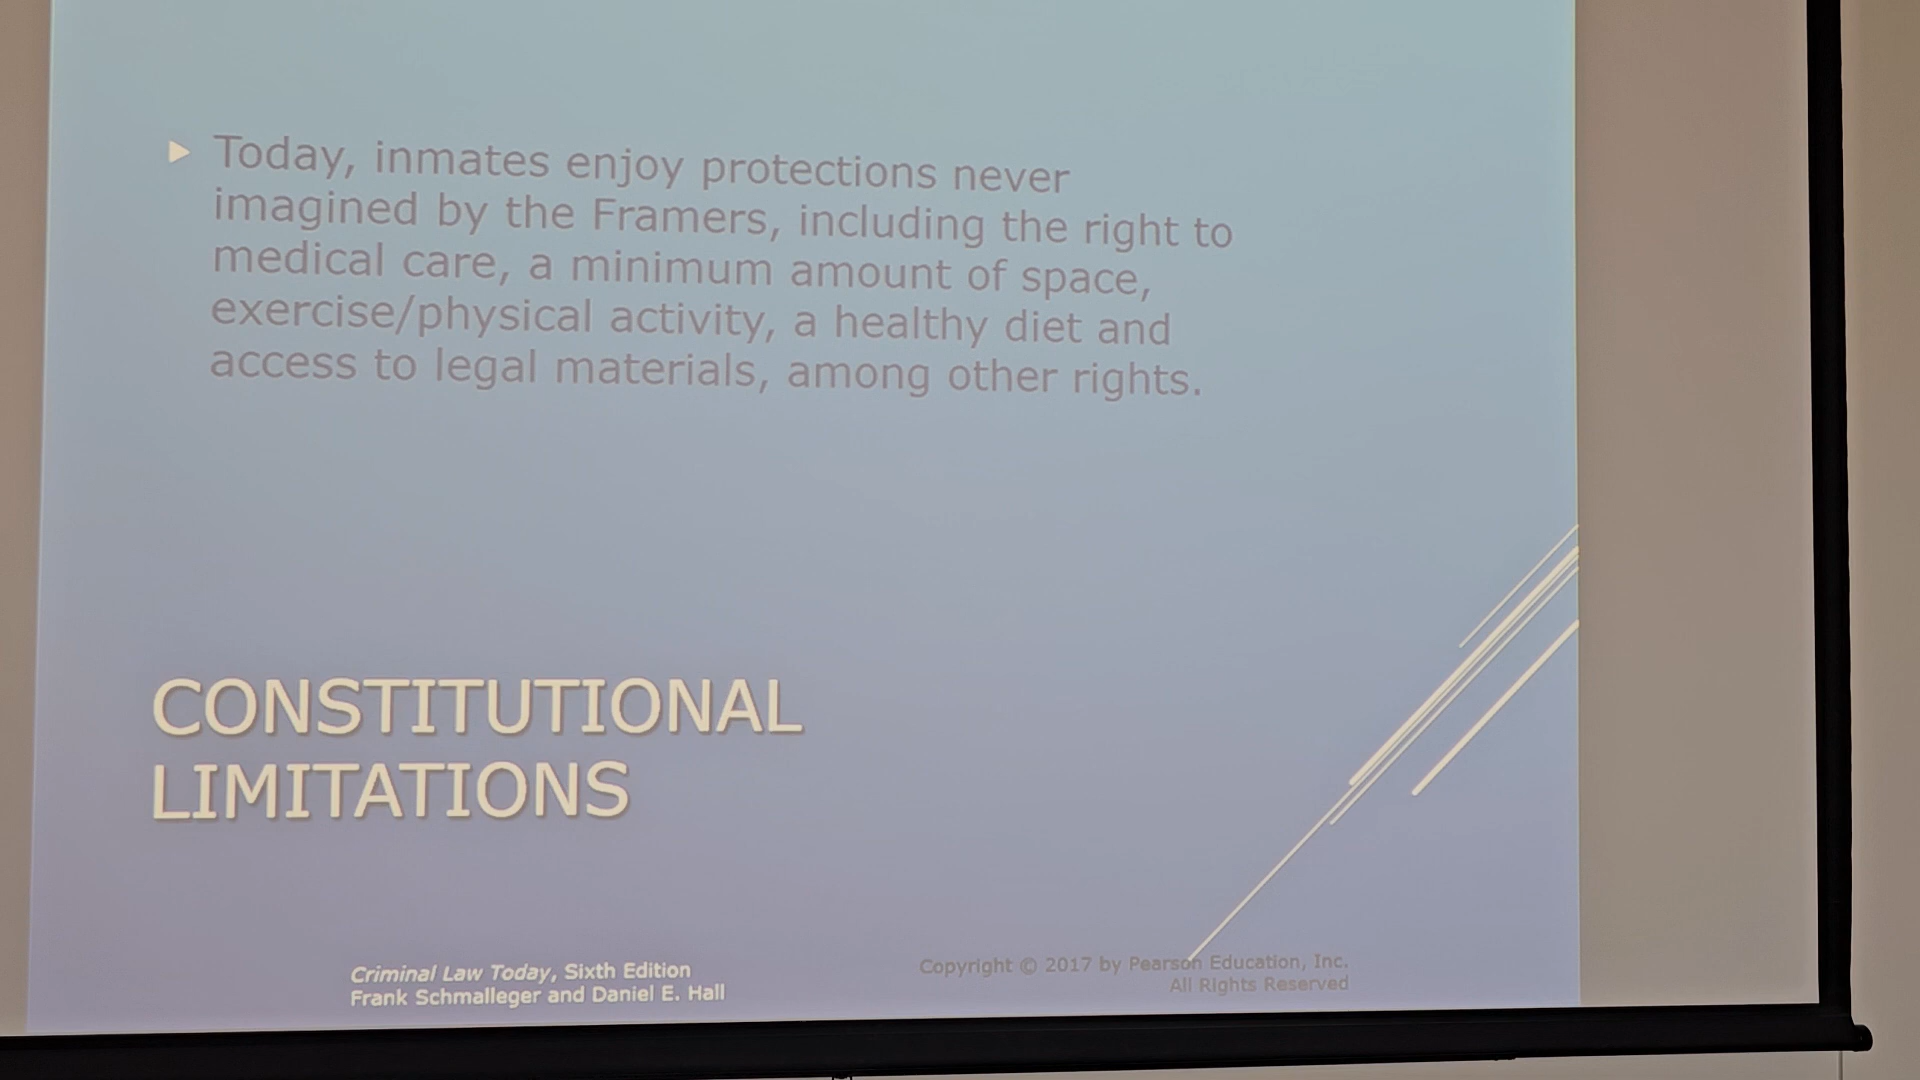 Today, inmates enjoy protections never
imagined by the Framers, including the right to
medical care, a minimum amount of space,
exercise/physical activity, a healthy diet and
access to legal materials, among other rights.
CONSTITUTIONAL
LIMITATIONS
Criminal Law Today, Sixth Edition
Frank Schmalleger and Daniel E. Hall
Copyright © 2017 by Pearson Education, Inc.
All Rights Reserved